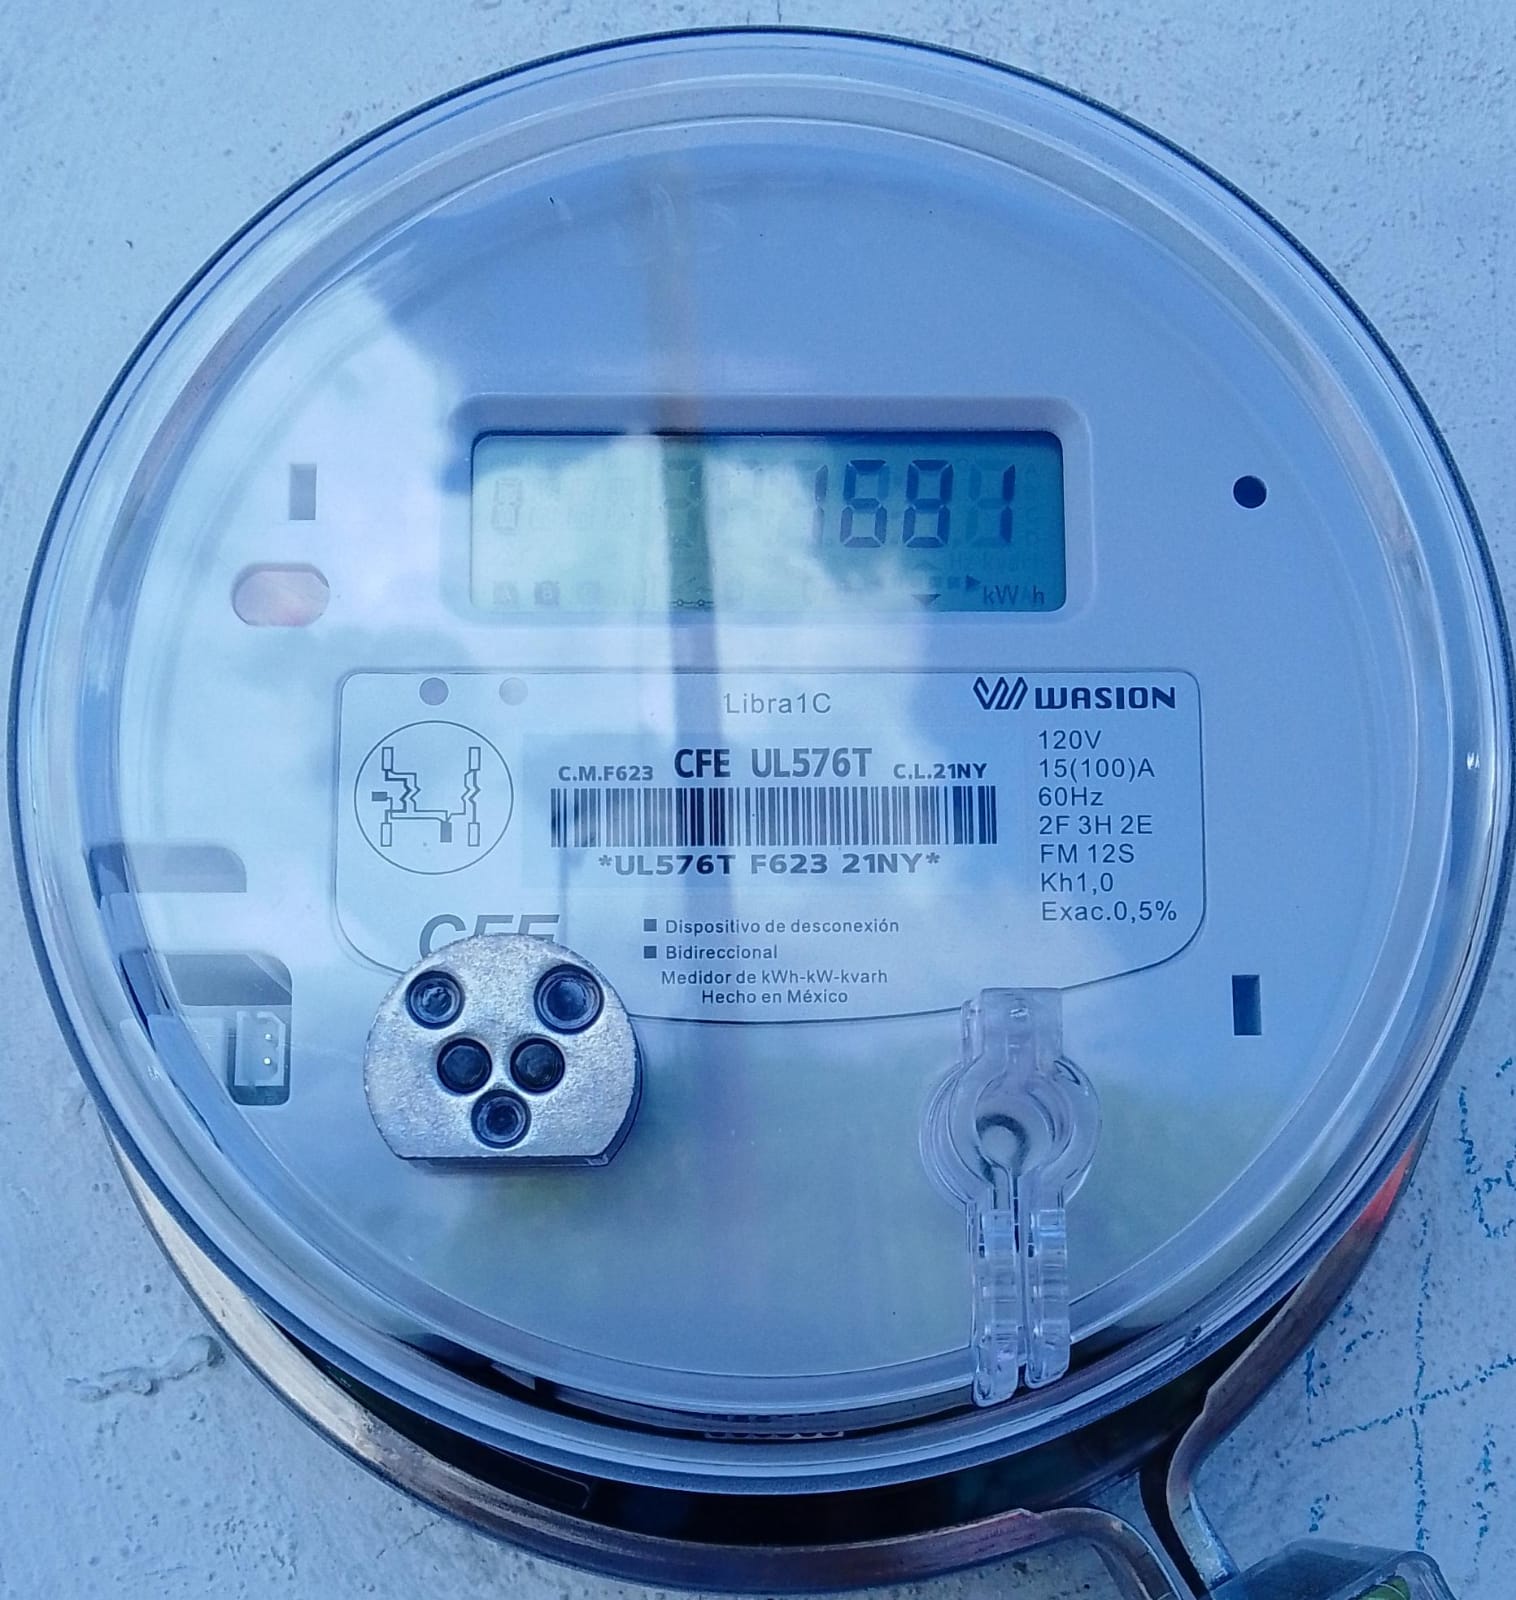 1681
kWh
Libra1C
WASION
C.M.F623 CFE UL576T C.L.21NY
*UL576T F623 21NY*
120V
15(100)A
60Hz
2F 3H 2E
FM 12S
Kh1,0
Exac.0,5%
CFE
Dispositivo de desconexión
Bidireccional
Medidor de kWh-kW-kvarh
Hecho en México